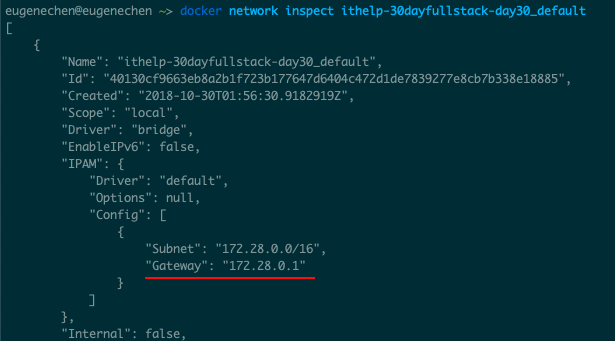 eugenechen@eugenechen ~> docker network inspect ithelp-30dayfullstack-day30_default
[
    {
        "Name": "ithelp-30dayfullstack-day30_default",
        "Id": "40130cf9663eb8a2b1f723b177647d6404c472d1de7839277e8cb7b338e18885",
        "Created": "2018-10-30T01:56:30.9182919Z",
        "Scope": "local",
        "Driver": "bridge",
        "EnableIPv6": false,
        "IPAM": {
            "Driver": "default",
            "Options": null,
            "Config": [
                {
                    "Subnet": "172.28.0.0/16",
                    "Gateway": "172.28.0.1"
                }
            ]
        },
        "Internal": false,